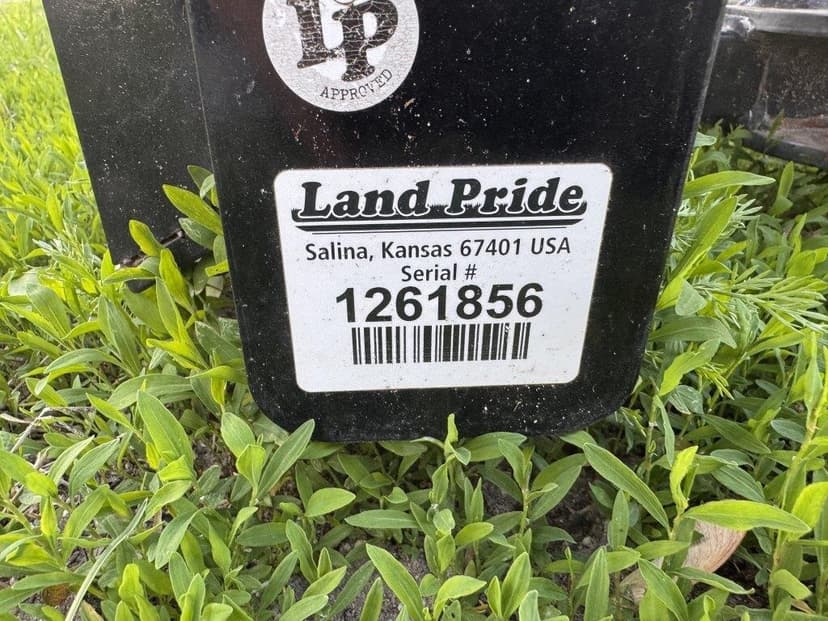 LP
APPROVED
Land Pride
Salina, Kansas 67401 USA
Serial #
1261856